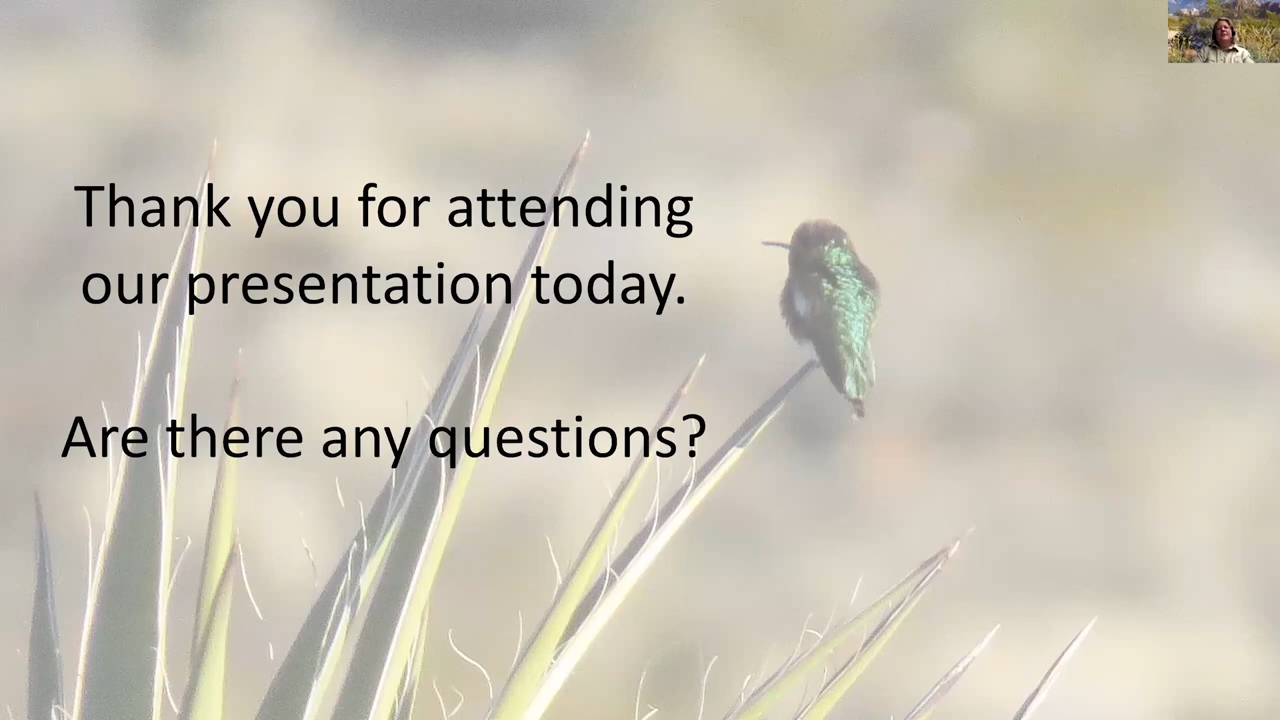 Thank you for attending
our presentation today.
Are there any questions?